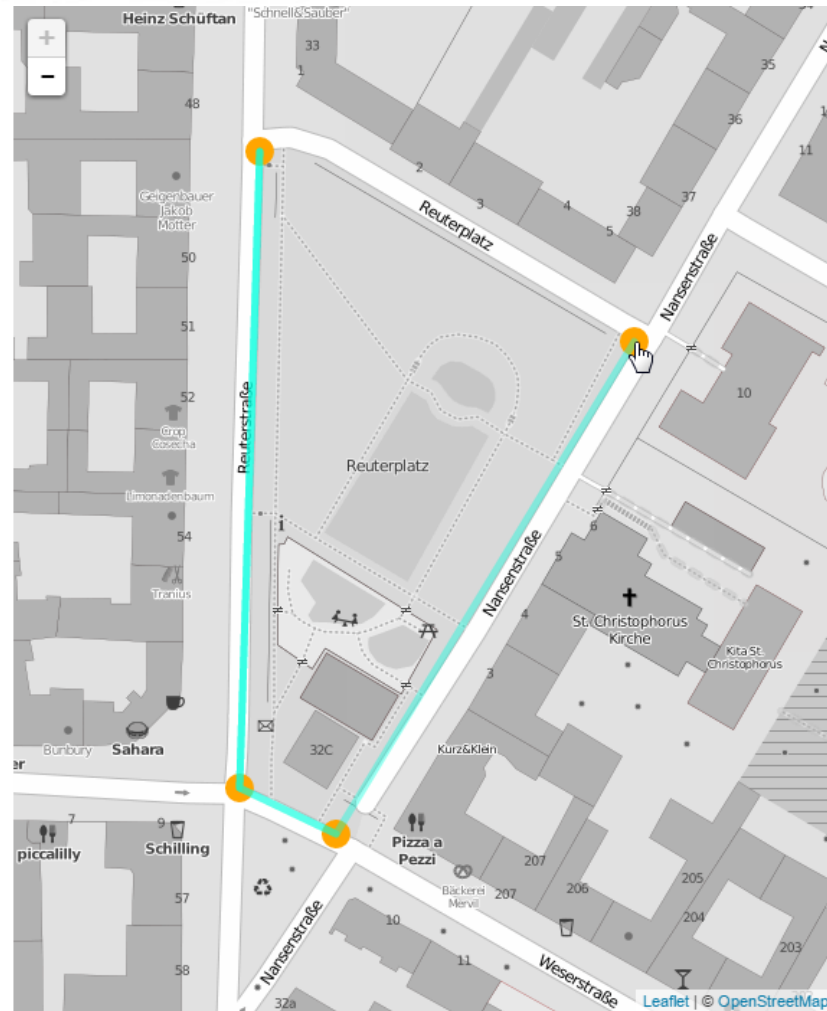 Heinz Schüftan
"Schnell&Sauber"
+
−
33
1
48
35
36
11
2
37
Geigenbauer
Jakob
Motter
3
4
38
5
Reuterplatz
50
Nansenstraße
51
52
10
Reuterstraße
Crop
Cosecha
Reuterplatz
Limonadenbaum
i
6
54
5
Nansenstraße
Tranius
4
St. Christophorus
Kirche
Kita St.
Christophorus
3
Bunbury
Sahara
32C
Kurz&Klein
er
7
9
piccalilly
Schilling
Pizza a
Pezzi
207
57
Bäckerei
Mervil
207
206
205
204
10
203
58
Nansenstraße
11
Weserstraße
32a
Leaflet | © OpenStreetMap